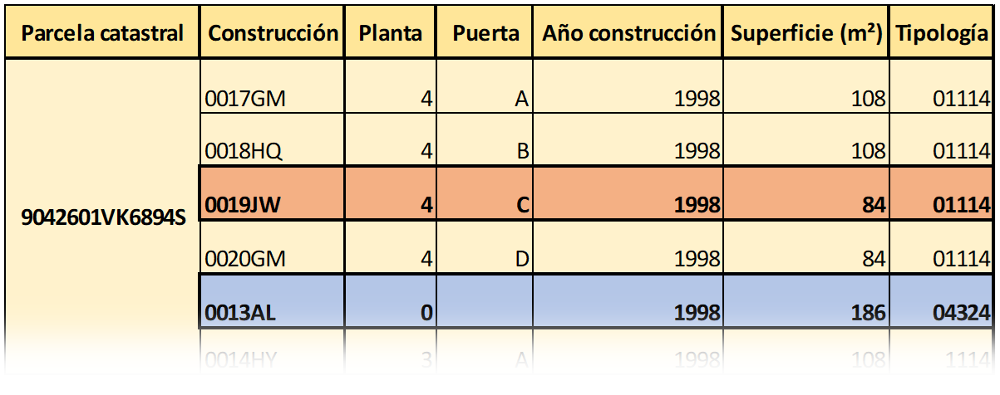 Parcela catastral Construcción Planta Puerta Año construcción Superficie (m²) Tipología
0017GM 4 A 1998 108 01114
0018HQ 4 B 1998 108 01114
0019JW 4 C 1998 84 01114
9042601VK6894S
0020GM 4 D 1998 84 01114
0013AL 0 1998 186 04324
0014HY 3 A 1998 108 1114